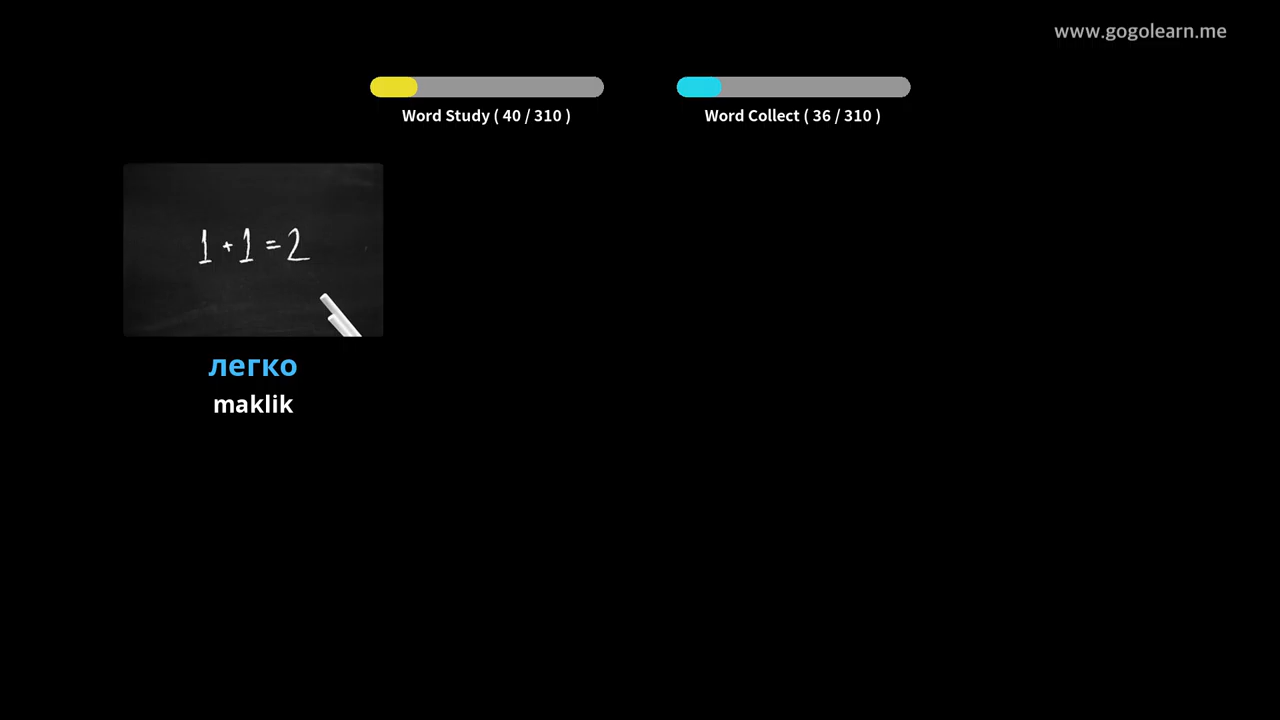 www.gogolearn.me
Word Study ( 40 / 310 )
Word Collect ( 36 / 310 )
1 + 1 = 2
легко
maklik